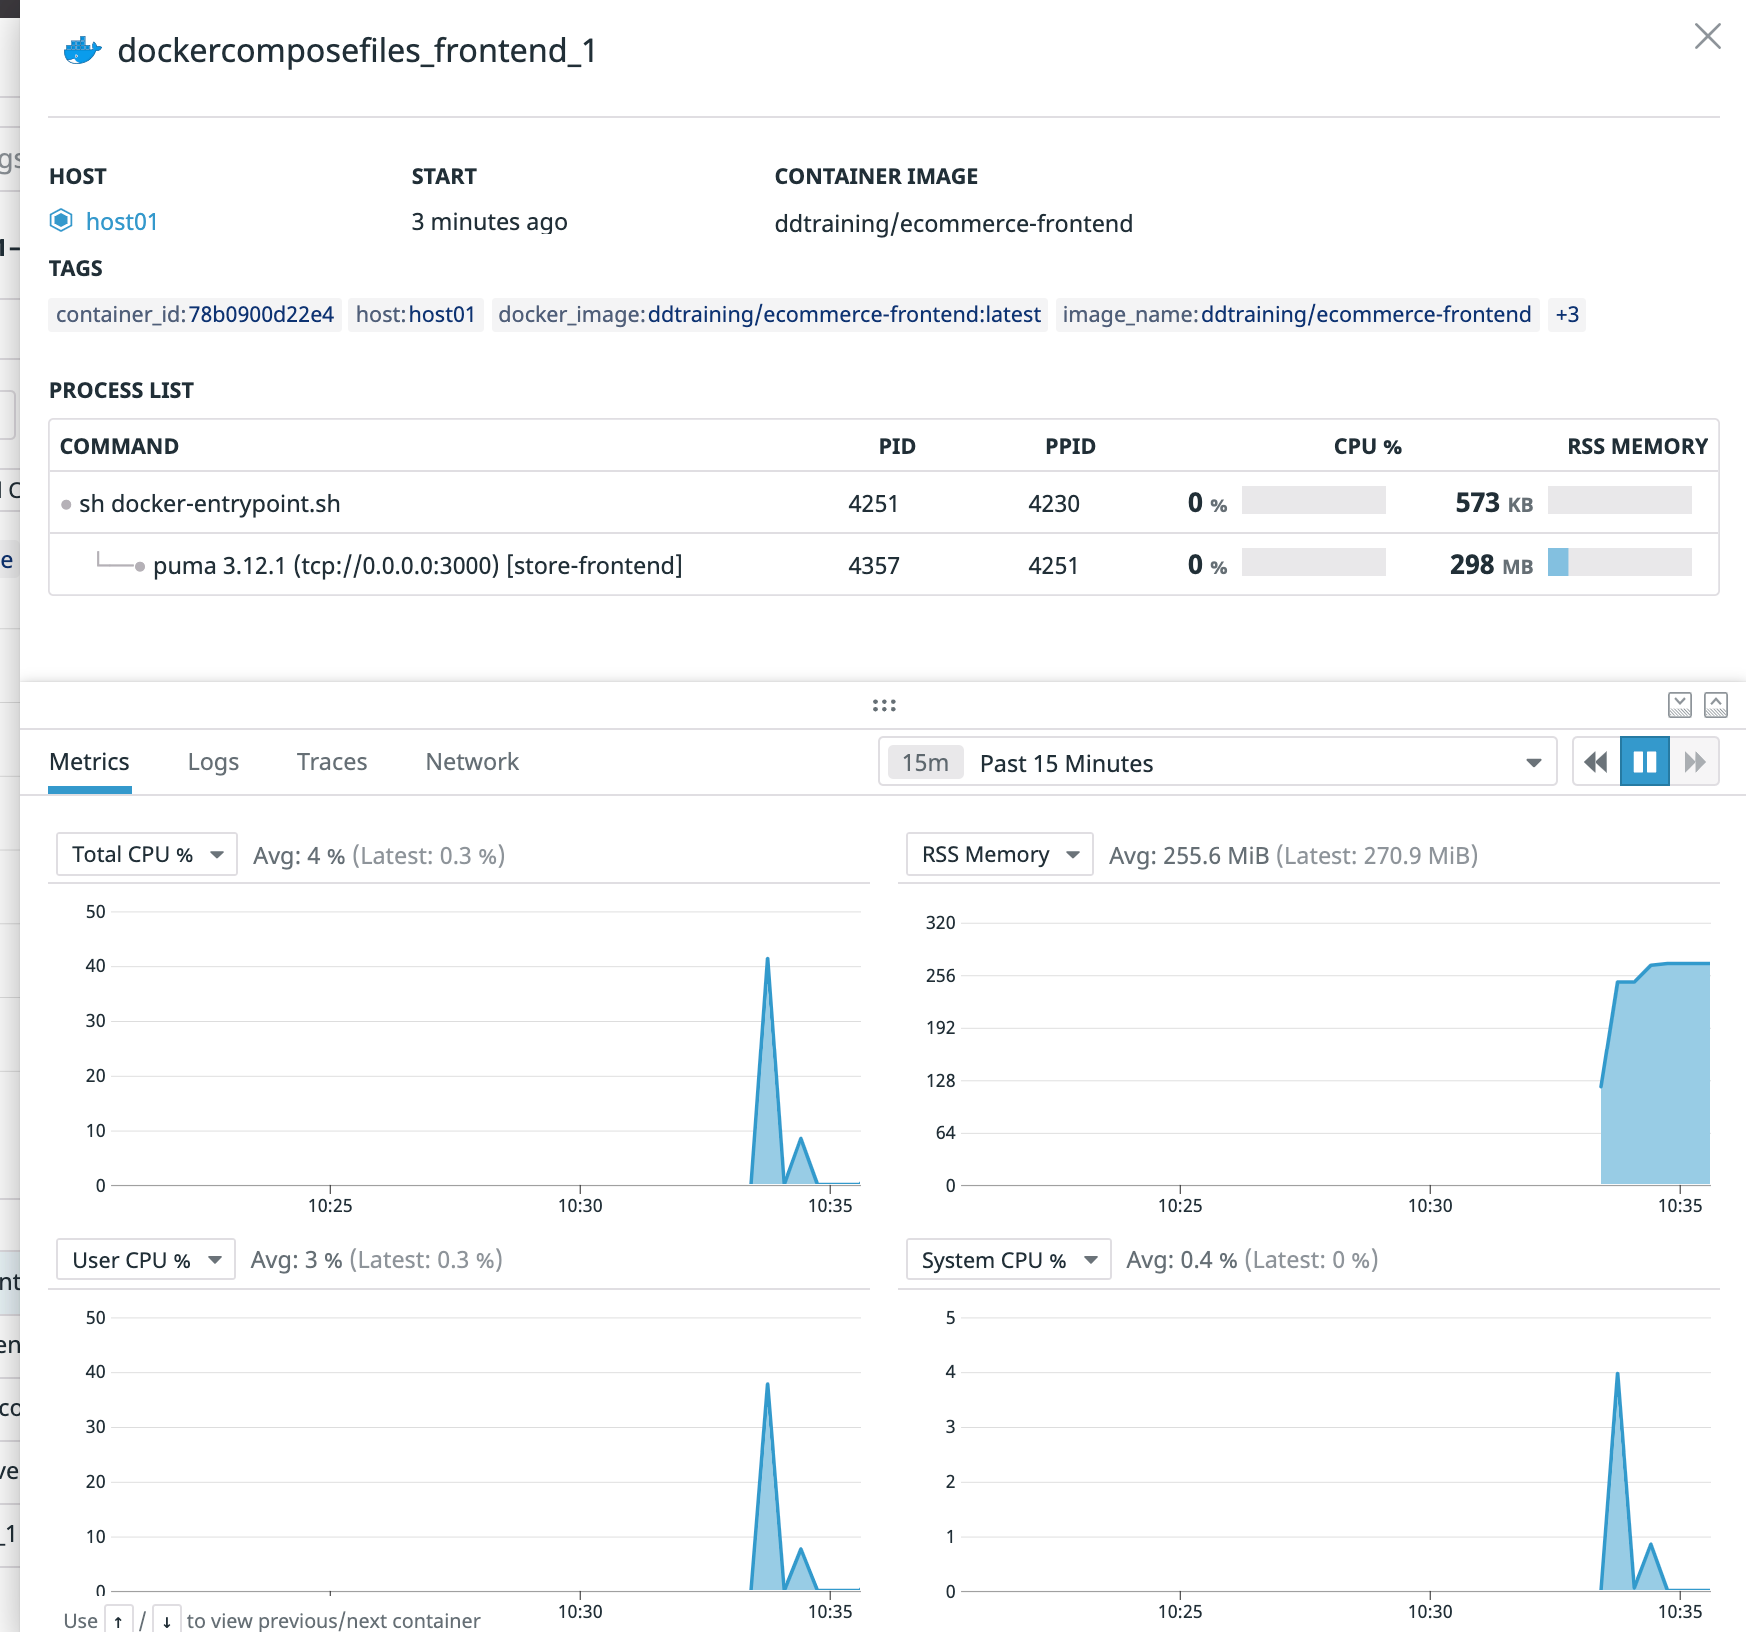 dockercomposefiles_frontend_1
HOST START CONTAINER IMAGE
host01 3 minutes ago ddtraining/ecommerce-frontend
TAGS
container_id:78b0900d22e4 host:host01 docker_image:ddtraining/ecommerce-frontend:latest image_name:ddtraining/ecommerce-frontend +3
PROCESS LIST
COMMAND PID PPID CPU % RSS MEMORY
sh docker-entrypoint.sh 4251 4230 0 % 573 KB
puma 3.12.1 (tcp://0.0.0.0:3000) [store-frontend] 4357 4251 0 % 298 MB
Metrics Logs Traces Network 15m Past 15 Minutes
Total CPU % Avg: 4 % (Latest: 0.3 %)
50
40
30
20
10
0
10:25 10:30 10:35
RSS Memory Avg: 255.6 MiB (Latest: 270.9 MiB)
320
256
192
128
64
0
10:25 10:30 10:35
User CPU % Avg: 3 % (Latest: 0.3 %)
50
40
30
20
10
0
10:30 10:35
System CPU % Avg: 0.4 % (Latest: 0 %)
5
4
3
2
1
0
10:25 10:30 10:35
Use ↑ / ↓ to view previous/next container